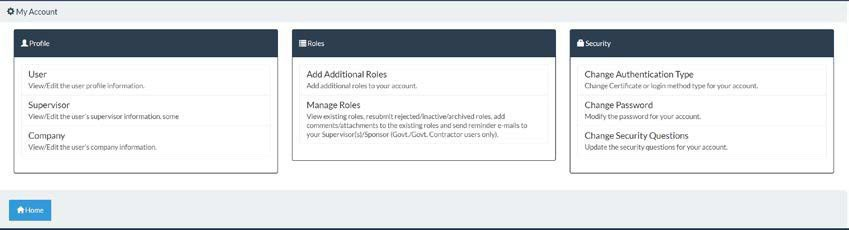 My Account
Profile
User
View/Edit the user profile information.
Supervisor
View/Edit the user's supervisor information. some
Company
View/Edit the user's company information.
Roles
Add Additional Roles
Add additional roles to your account.
Manage Roles
View existing roles, resubmit rejected/inactive/archived roles, add
comments/attachments to the existing roles and send reminder e-mails to
your Supervisor(s)/Sponsor (Govt./Govt. Contractor users only).
Security
Change Authentication Type
Change Certificate or login method type for your account.
Change Password
Modify the password for your account.
Change Security Questions
Update the security questions for your account.
Home